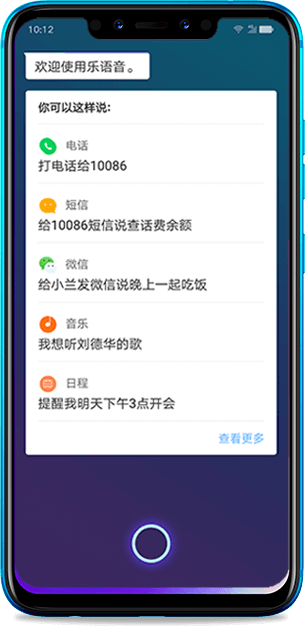 10:12
欢迎使用乐语音。
你可以这样说:
电话
打电话给10086
短信
给10086短信说查话费余额
微信
给小兰发微信说晚上一起吃饭
音乐
我想听刘德华的歌
日程
提醒我明天下午3点开会
查看更多